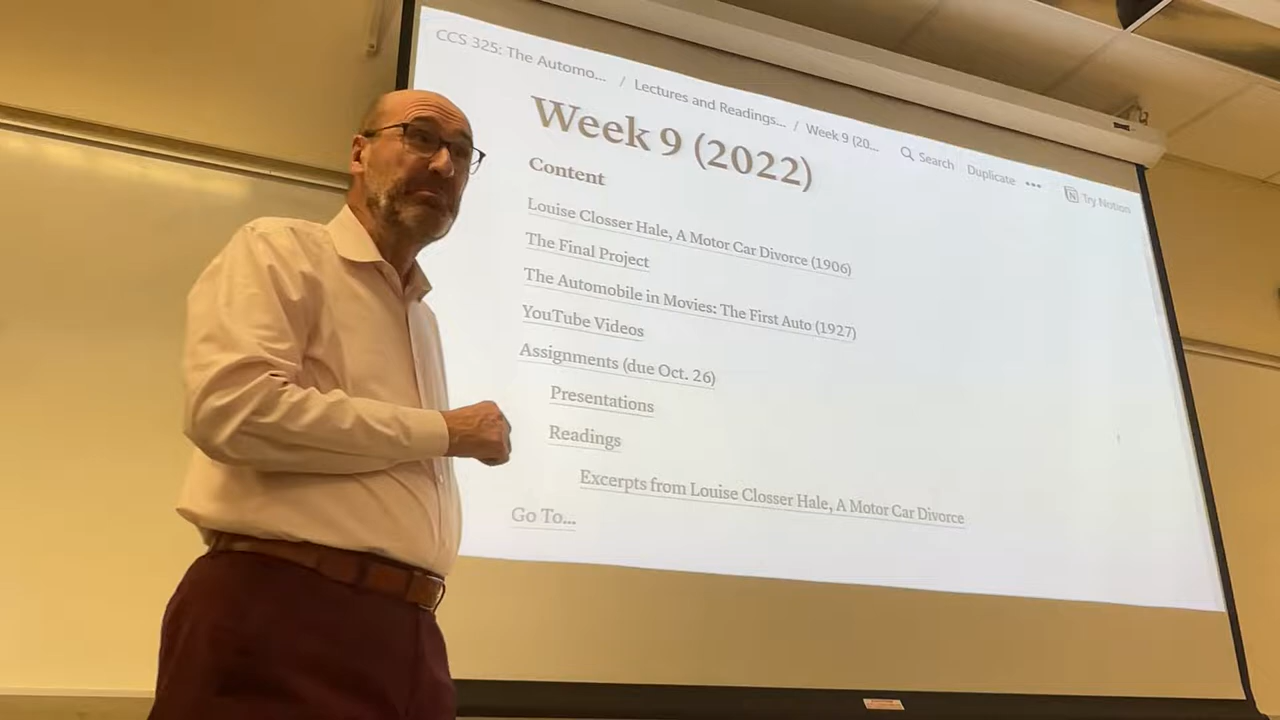 CCS 325: The Automo... / Lectures and Readings... / Week 9 (20... Search Duplicate ••• Try Notion
Week 9 (2022)
Content
Louise Closser Hale, A Motor Car Divorce (1906)
The Final Project
The Automobile in Movies: The First Auto (1927)
YouTube Videos
Assignments (due Oct. 26)
Presentations
Readings
Excerpts from Louise Closser Hale, A Motor Car Divorce
Go To...